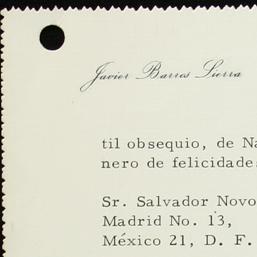 Javier Barros Sierra
til obsequio, de Na
nero de felicidade
Sr. Salvador Novo
Madrid No. 13,
México 21, D. F.